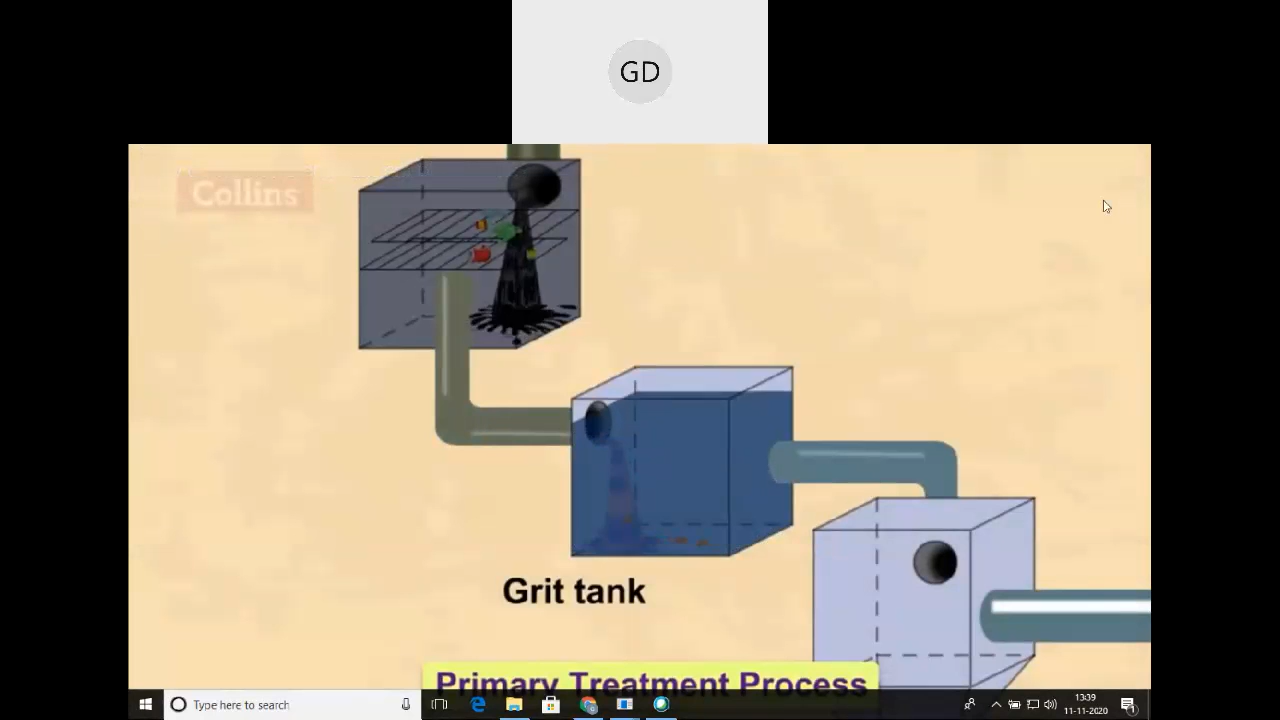 GD
Collins
Grit tank
Primary Treatment Process
Type here to search
13:39
11-11-2020